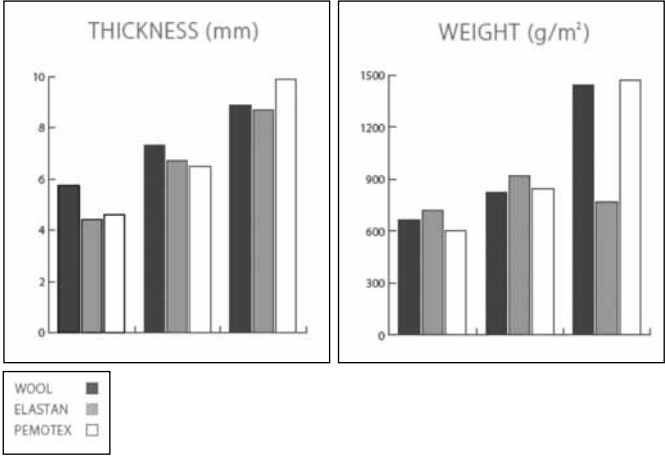 THICKNESS (mm)
10
8
6
4
2
0
WEIGHT (g/m²)
1500
1200
900
600
300
0
WOOL
ELASTAN
PEMOTEX